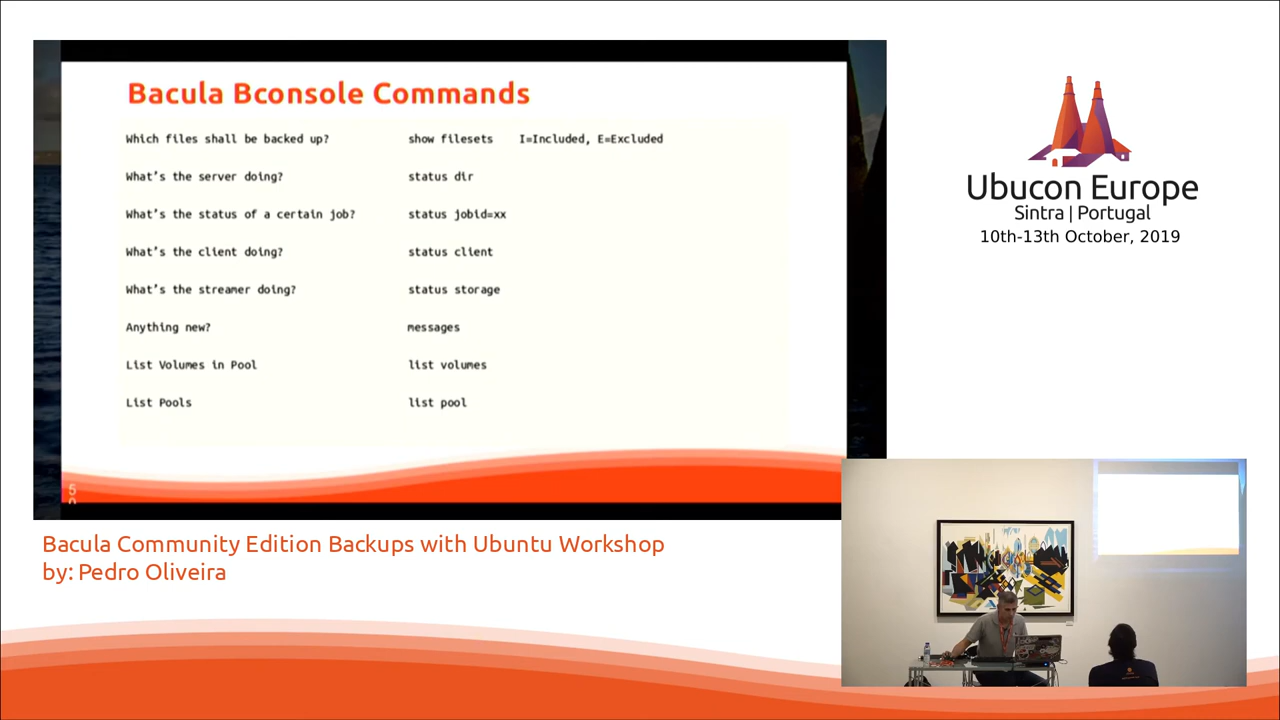 Bacula Bconsole Commands
Which files shall be backed up? show filesets I=Included, E=Excluded
What's the server doing? status dir
What's the status of a certain job? status jobid=xx
What's the client doing? status client
What's the streamer doing? status storage
Anything new? messages
List Volumes in Pool list volumes
List Pools list pool
Bacula Community Edition Backups with Ubuntu Workshop
by: Pedro Oliveira
Ubucon Europe
Sintra | Portugal
10th-13th October, 2019